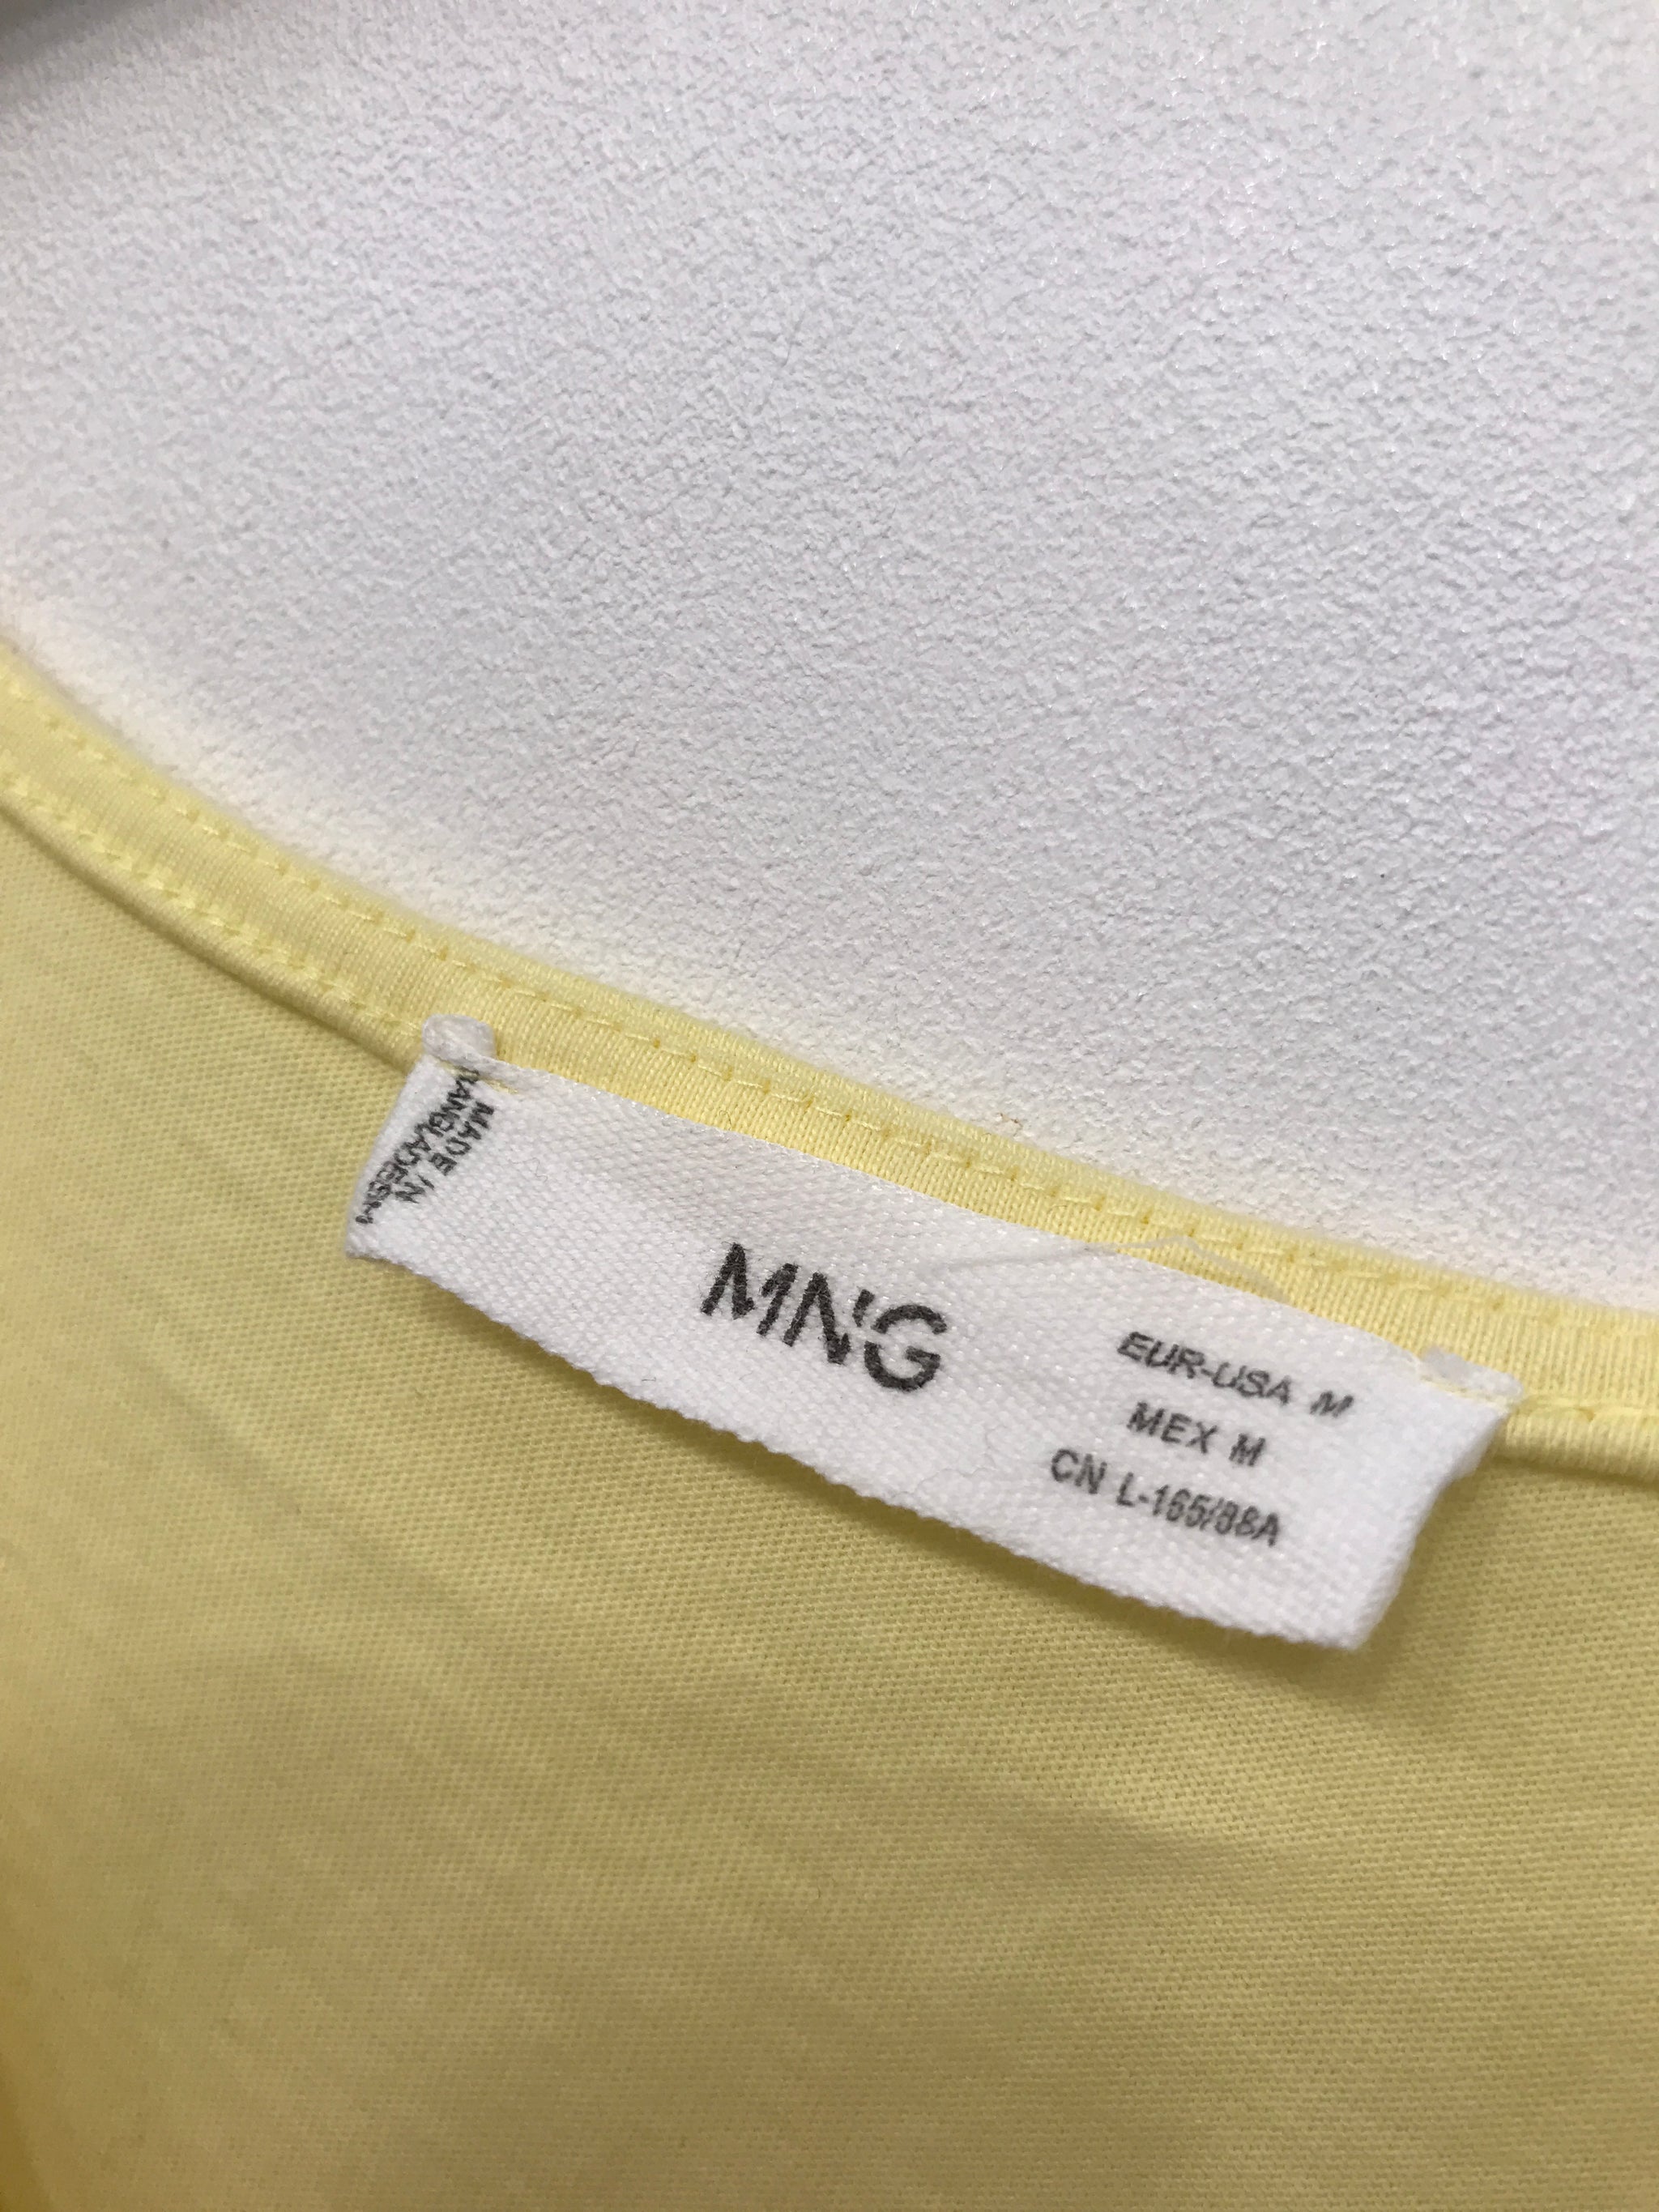 MADE IN
BANGLADESH
MNG
EUR-USA M
MEX M
CN L-165/88A